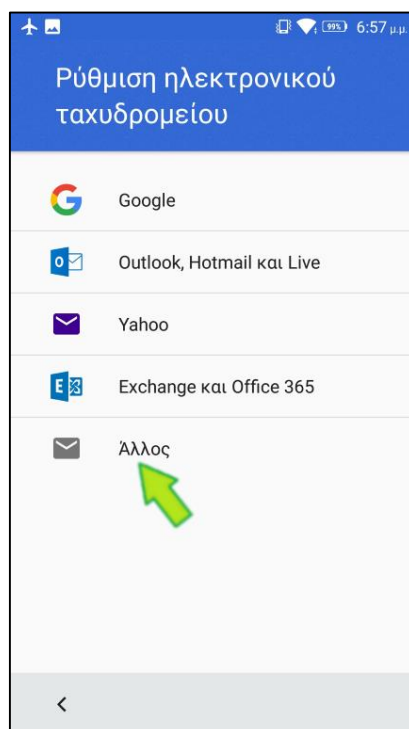 99% 6:57 μ.μ.
Ρύθμιση ηλεκτρονικού
ταχυδρομείου
Google
Outlook, Hotmail και Live
Yahoo
Exchange και Office 365
Άλλος